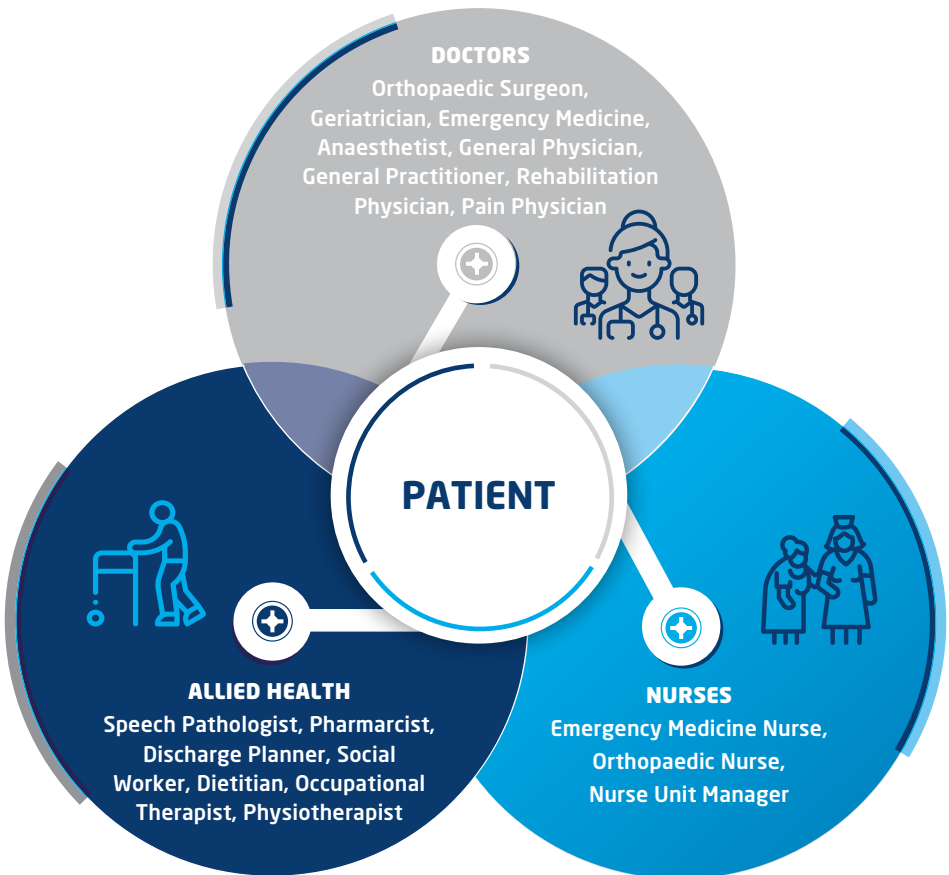 DOCTORS
Orthopaedic Surgeon,
Geriatrician, Emergency Medicine,
Anaesthetist, General Physician,
General Practitioner, Rehabilitation
Physician, Pain Physician
PATIENT
ALLIED HEALTH
Speech Pathologist, Pharmarcist,
Discharge Planner, Social
Worker, Dietitian, Occupational
Therapist, Physiotherapist
NURSES
Emergency Medicine Nurse,
Orthopaedic Nurse,
Nurse Unit Manager